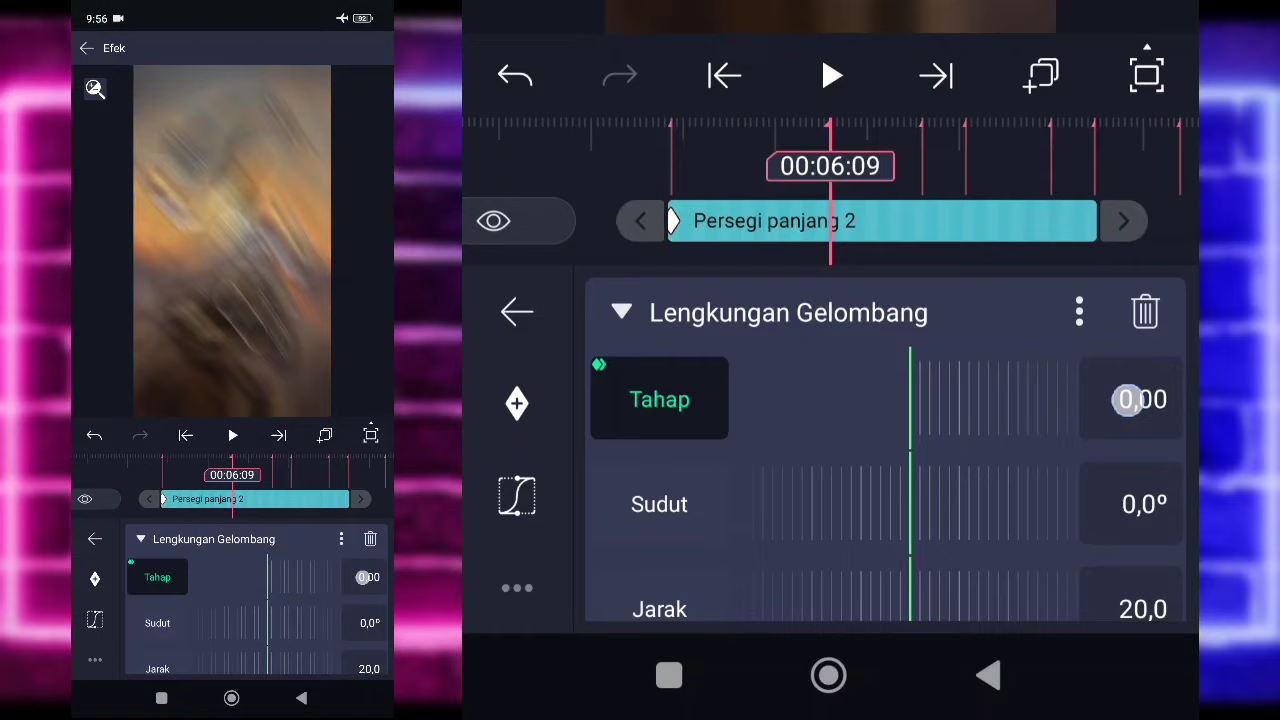 9:56
92
Efek
00:06:09
Persegi panjang 2
Lengkungan Gelombang
Tahap
0,00
Sudut
0,0º
Jarak
20,0
00:06:09
Persegi panjang 2
Lengkungan Gelombang
Tahap
0,00
Sudut
0,0º
Jarak
20,0